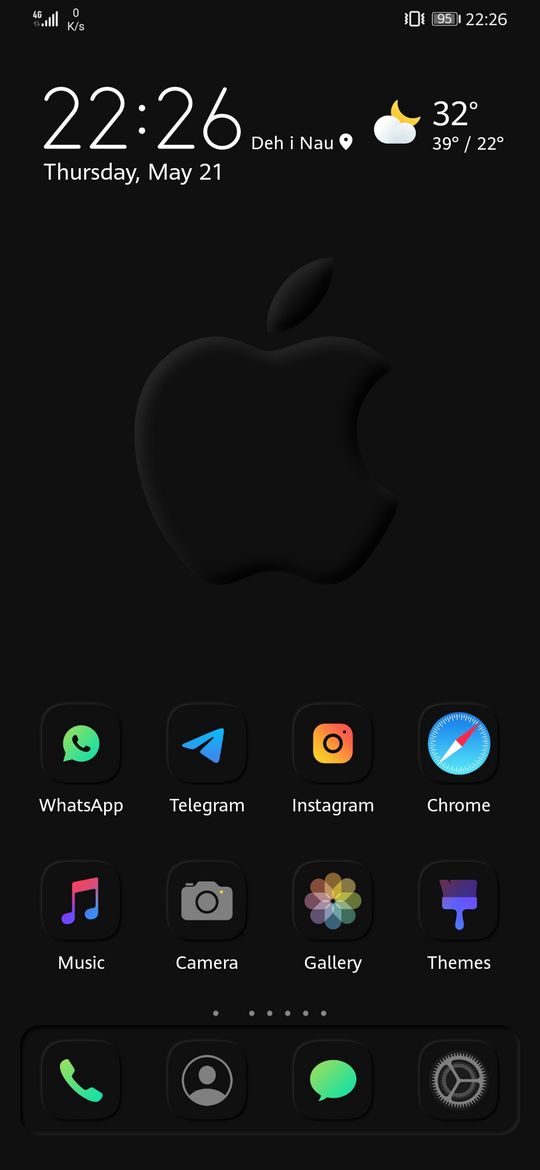 4G 0 K/s 95 22:26
22:26 Deh i Nau 32°
39° / 22°
Thursday, May 21
WhatsApp Telegram Instagram Chrome
Music Camera Gallery Themes